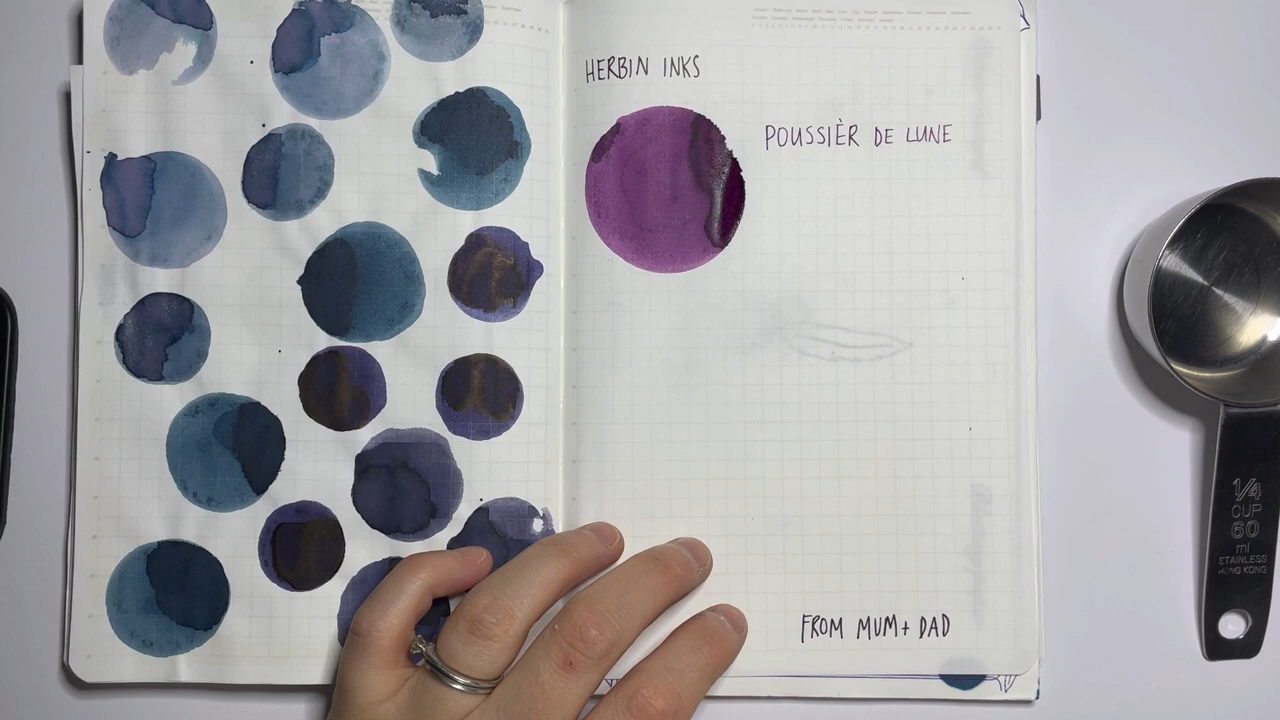 HERBIN INKS
POUSSIÈR DE LUNE
FROM MUM + DAD
1/4
CUP
60
ml
STAINLESS
HONG KONG